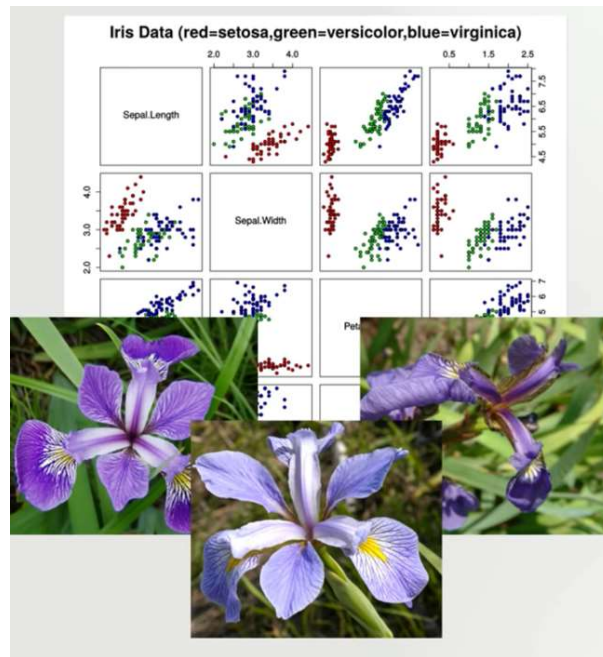 Iris Data (red=setosa,green=versicolor,blue=virginica)
2.0 3.0 4.0
0.5 1.5 2.5
Sepal.Length
4.5 5.5 6.5 7.5
2.0 3.0 4.0
Sepal.Width
5 6 7